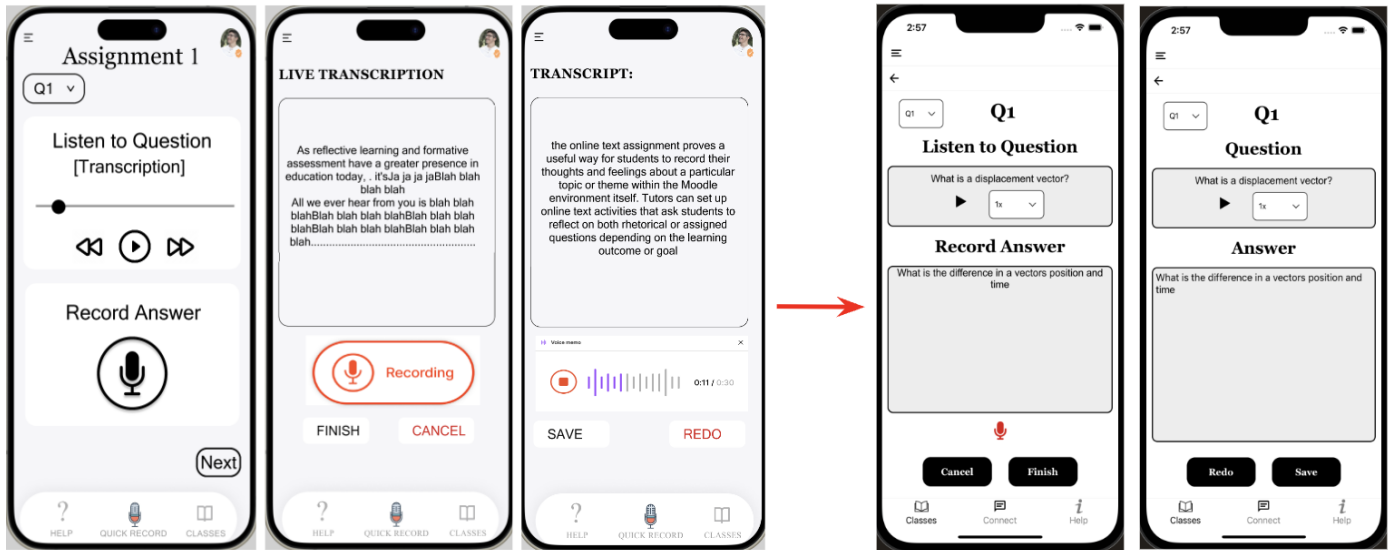 Assignment 1
Q1
Listen to Question
[Transcription]
Record Answer
Next
HELP
QUICK RECORD
CLASSES
LIVE TRANSCRIPTION
As reflective learning and formative
assessment have a greater presence in
education today, . it'sJa ja ja jaBlah blah
blah blah
All we ever hear from you is blah blah
blahBlah blah blah blahBlah blah blah
blahBlah blah blah blahBlah blah blah
blah................................................
Recording
FINISH
CANCEL
HELP
QUICK RECORD
CLASSES
TRANSCRIPT:
the online text assignment proves a
useful way for students to record their
thoughts and feelings about a particular
topic or theme within the Moodle
environment itself. Tutors can set up
online text activities that ask students to
reflect on both rhetorical or assigned
questions depending on the learning
outcome or goal
Voice memo
0:11 / 0:30
SAVE
REDO
HELP
QUICK RECORD
CLASSES
2:57
Q1
Q1
Listen to Question
What is a displacement vector?
1x
Record Answer
What is the difference in a vectors position and
time
Cancel
Finish
Classes
Connect
Help
2:57
Q1
Q1
Question
What is a displacement vector?
1x
Answer
What is the difference in a vectors position and
time
Redo
Save
Classes
Connect
Help